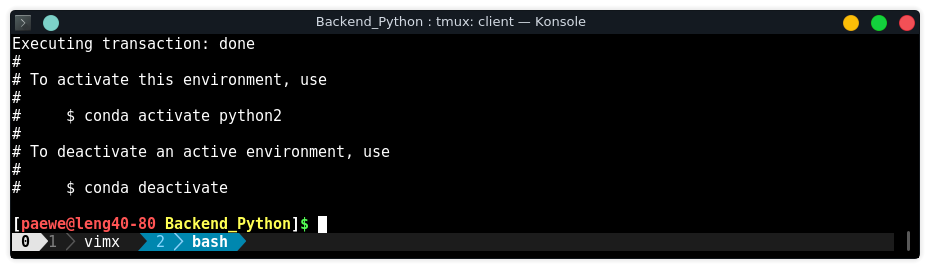 Backend_Python : tmux: client — Konsole
Executing transaction: done
#
# To activate this environment, use
#
#     $ conda activate python2
#
# To deactivate an active environment, use
#
#     $ conda deactivate
[paewe@leng40-80 Backend_Python]$
0 1 vimx 2 bash